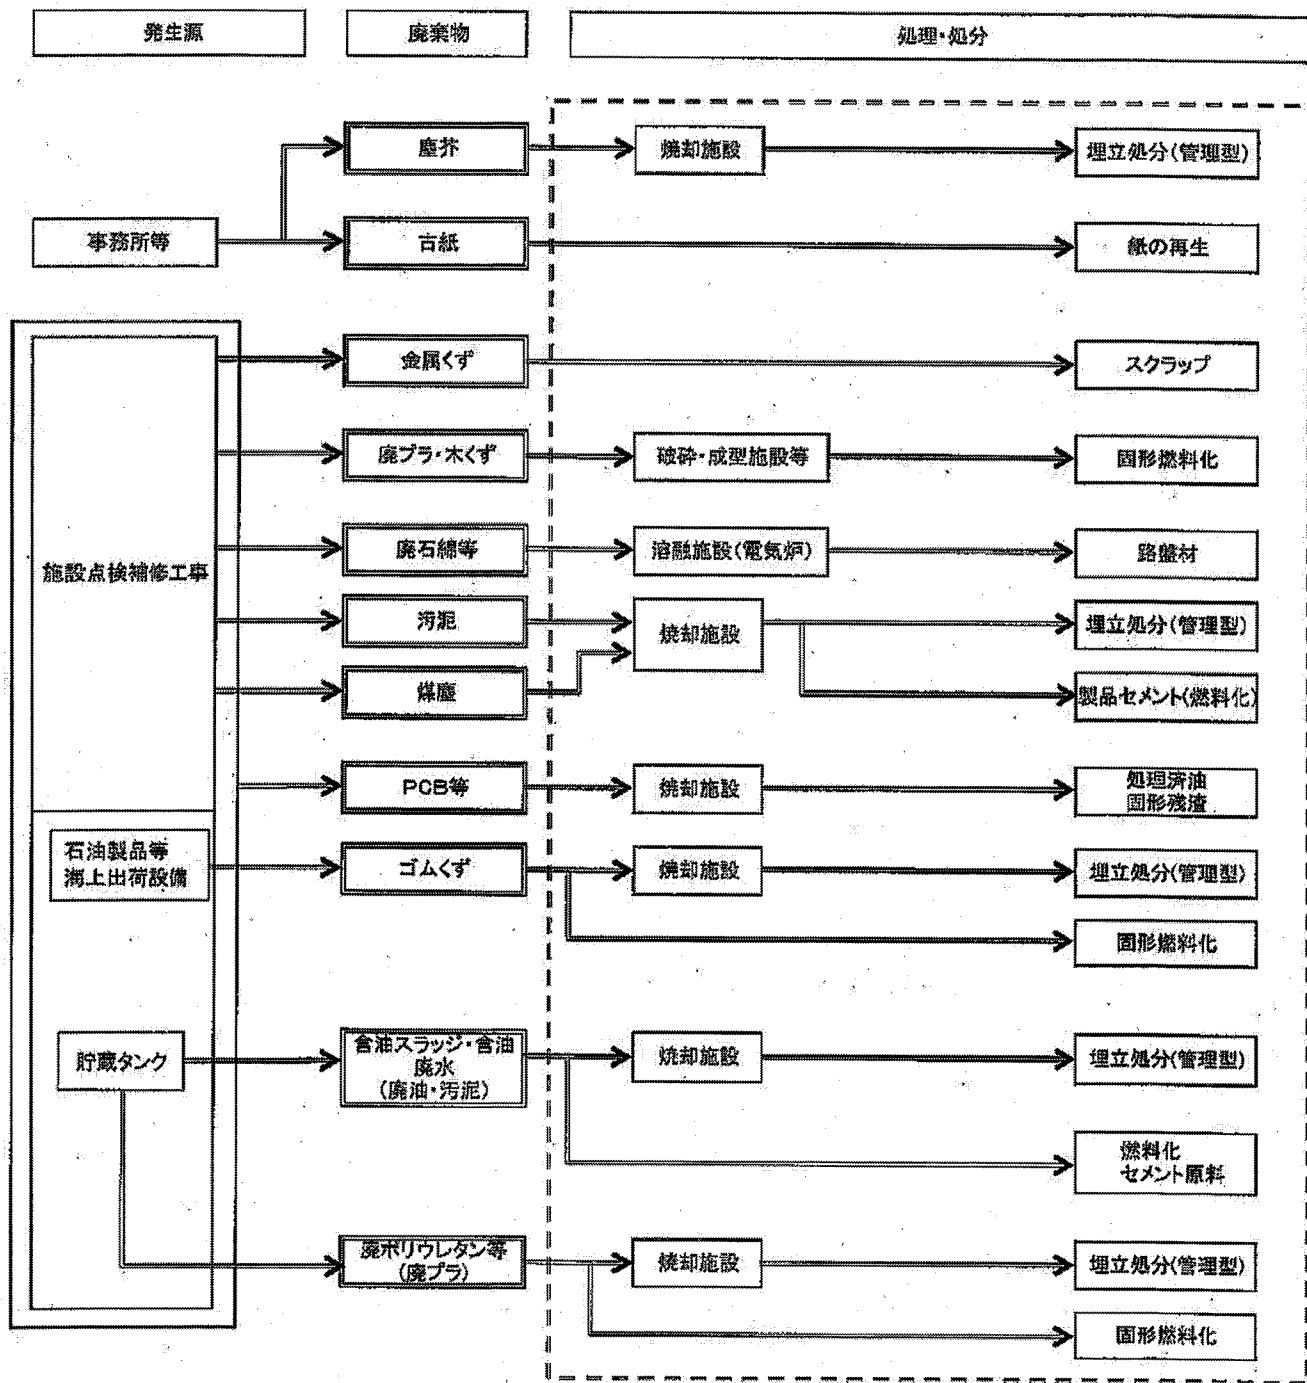 発生源
廃棄物
処理・処分
塵芥
焼却施設
埋立処分(管理型)
事務所等
古紙
紙の再生
金属くず
スクラップ
廃プラ・木くず
破砕・成型施設等
固形燃料化
施設点検補修工事
廃石綿等
溶融施設(電気炉)
路盤材
汚泥
焼却施設
埋立処分(管理型)
煤塵
製品セメント(燃料化)
PCB等
焼却施設
処理済油
固形残渣
石油製品等
海上出荷設備
ゴムくず
焼却施設
埋立処分(管理型)
固形燃料化
貯蔵タンク
含油スラッジ・含油
廃水
(廃油・汚泥)
焼却施設
埋立処分(管理型)
燃料化
セメント原料
廃ポリウレタン等
(廃プラ)
焼却施設
埋立処分(管理型)
固形燃料化